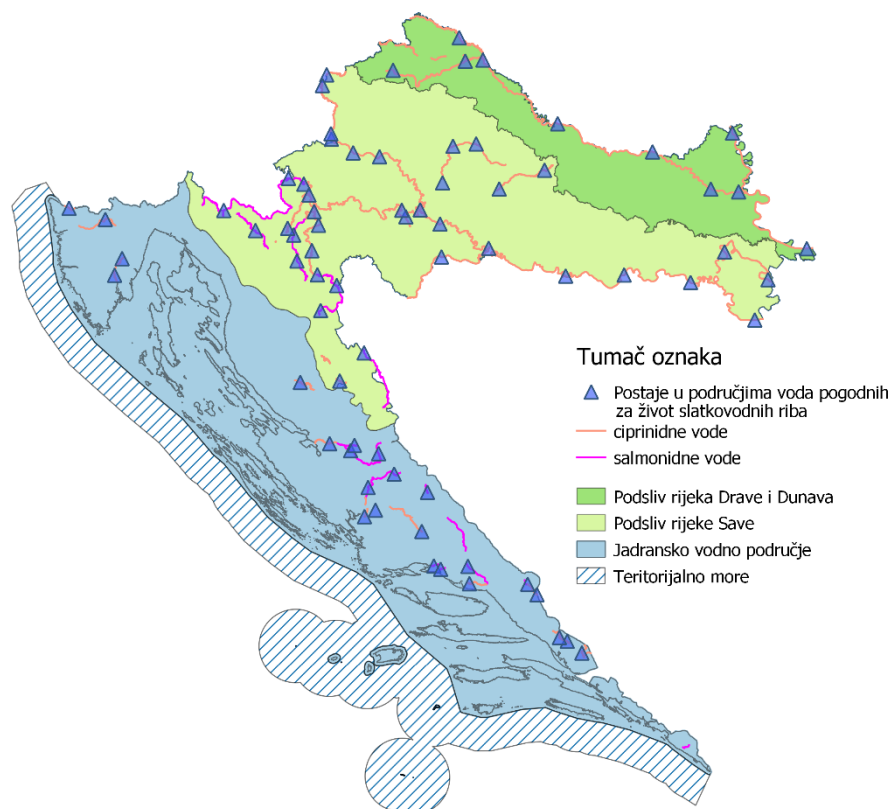 Tumač oznaka
Postaje u područjima voda pogodnih
za život slatkovodnih riba
ciprinidne vode
salmonidne vode
Podsliv rijeka Drave i Dunava
Podsliv rijeke Save
Jadransko vodno područje
Teritorijalno more